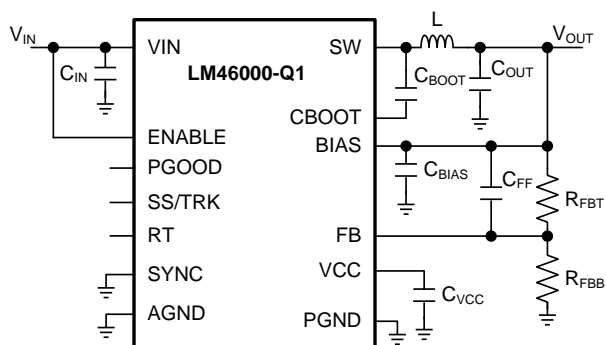 V_IN
C_IN
VIN
ENABLE
PGOOD
SS/TRK
RT
SYNC
AGND
LM46000-Q1
SW
CBOOT
BIAS
FB
VCC
PGND
L
V_OUT
C_BOOT
C_OUT
C_BIAS
C_FF
R_FBT
R_FBB
C_VCC